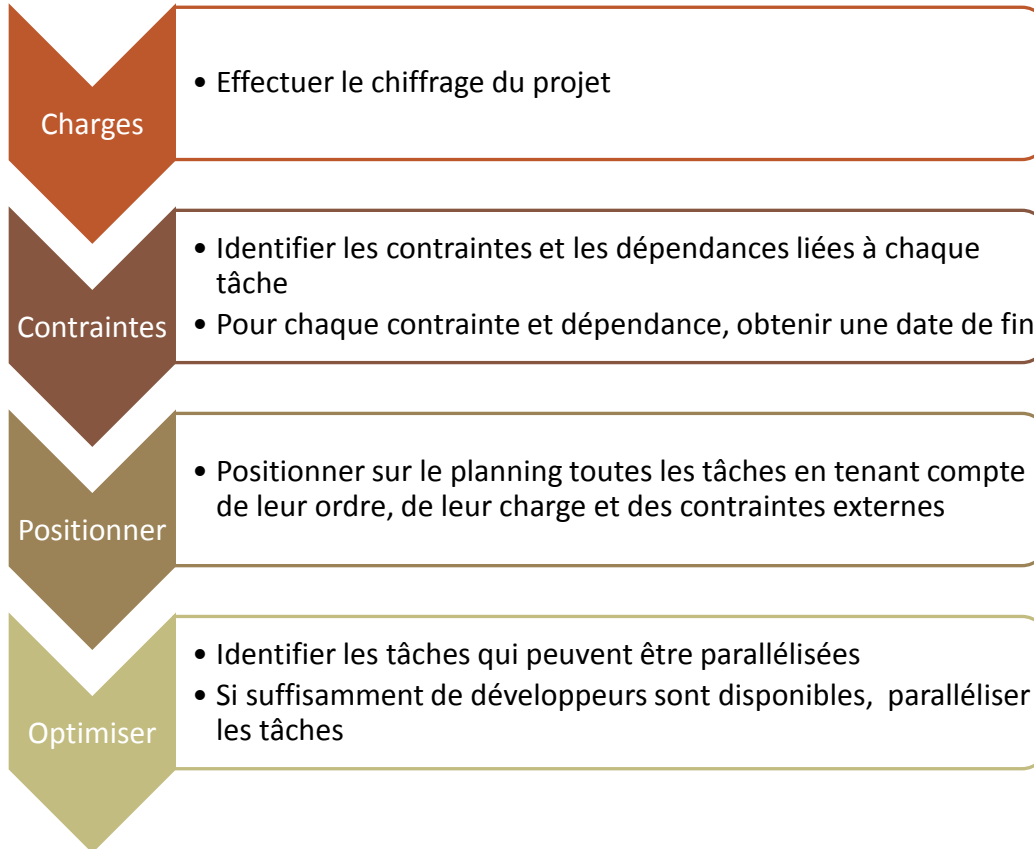 Charges
• Effectuer le chiffrage du projet
Contraintes
• Identifier les contraintes et les dépendances liées à chaque
tâche
• Pour chaque contrainte et dépendance, obtenir une date de fin
Positionner
• Positionner sur le planning toutes les tâches en tenant compte
de leur ordre, de leur charge et des contraintes externes
Optimiser
• Identifier les tâches qui peuvent être parallélisées
• Si suffisamment de développeurs sont disponibles, paralléliser
les tâches